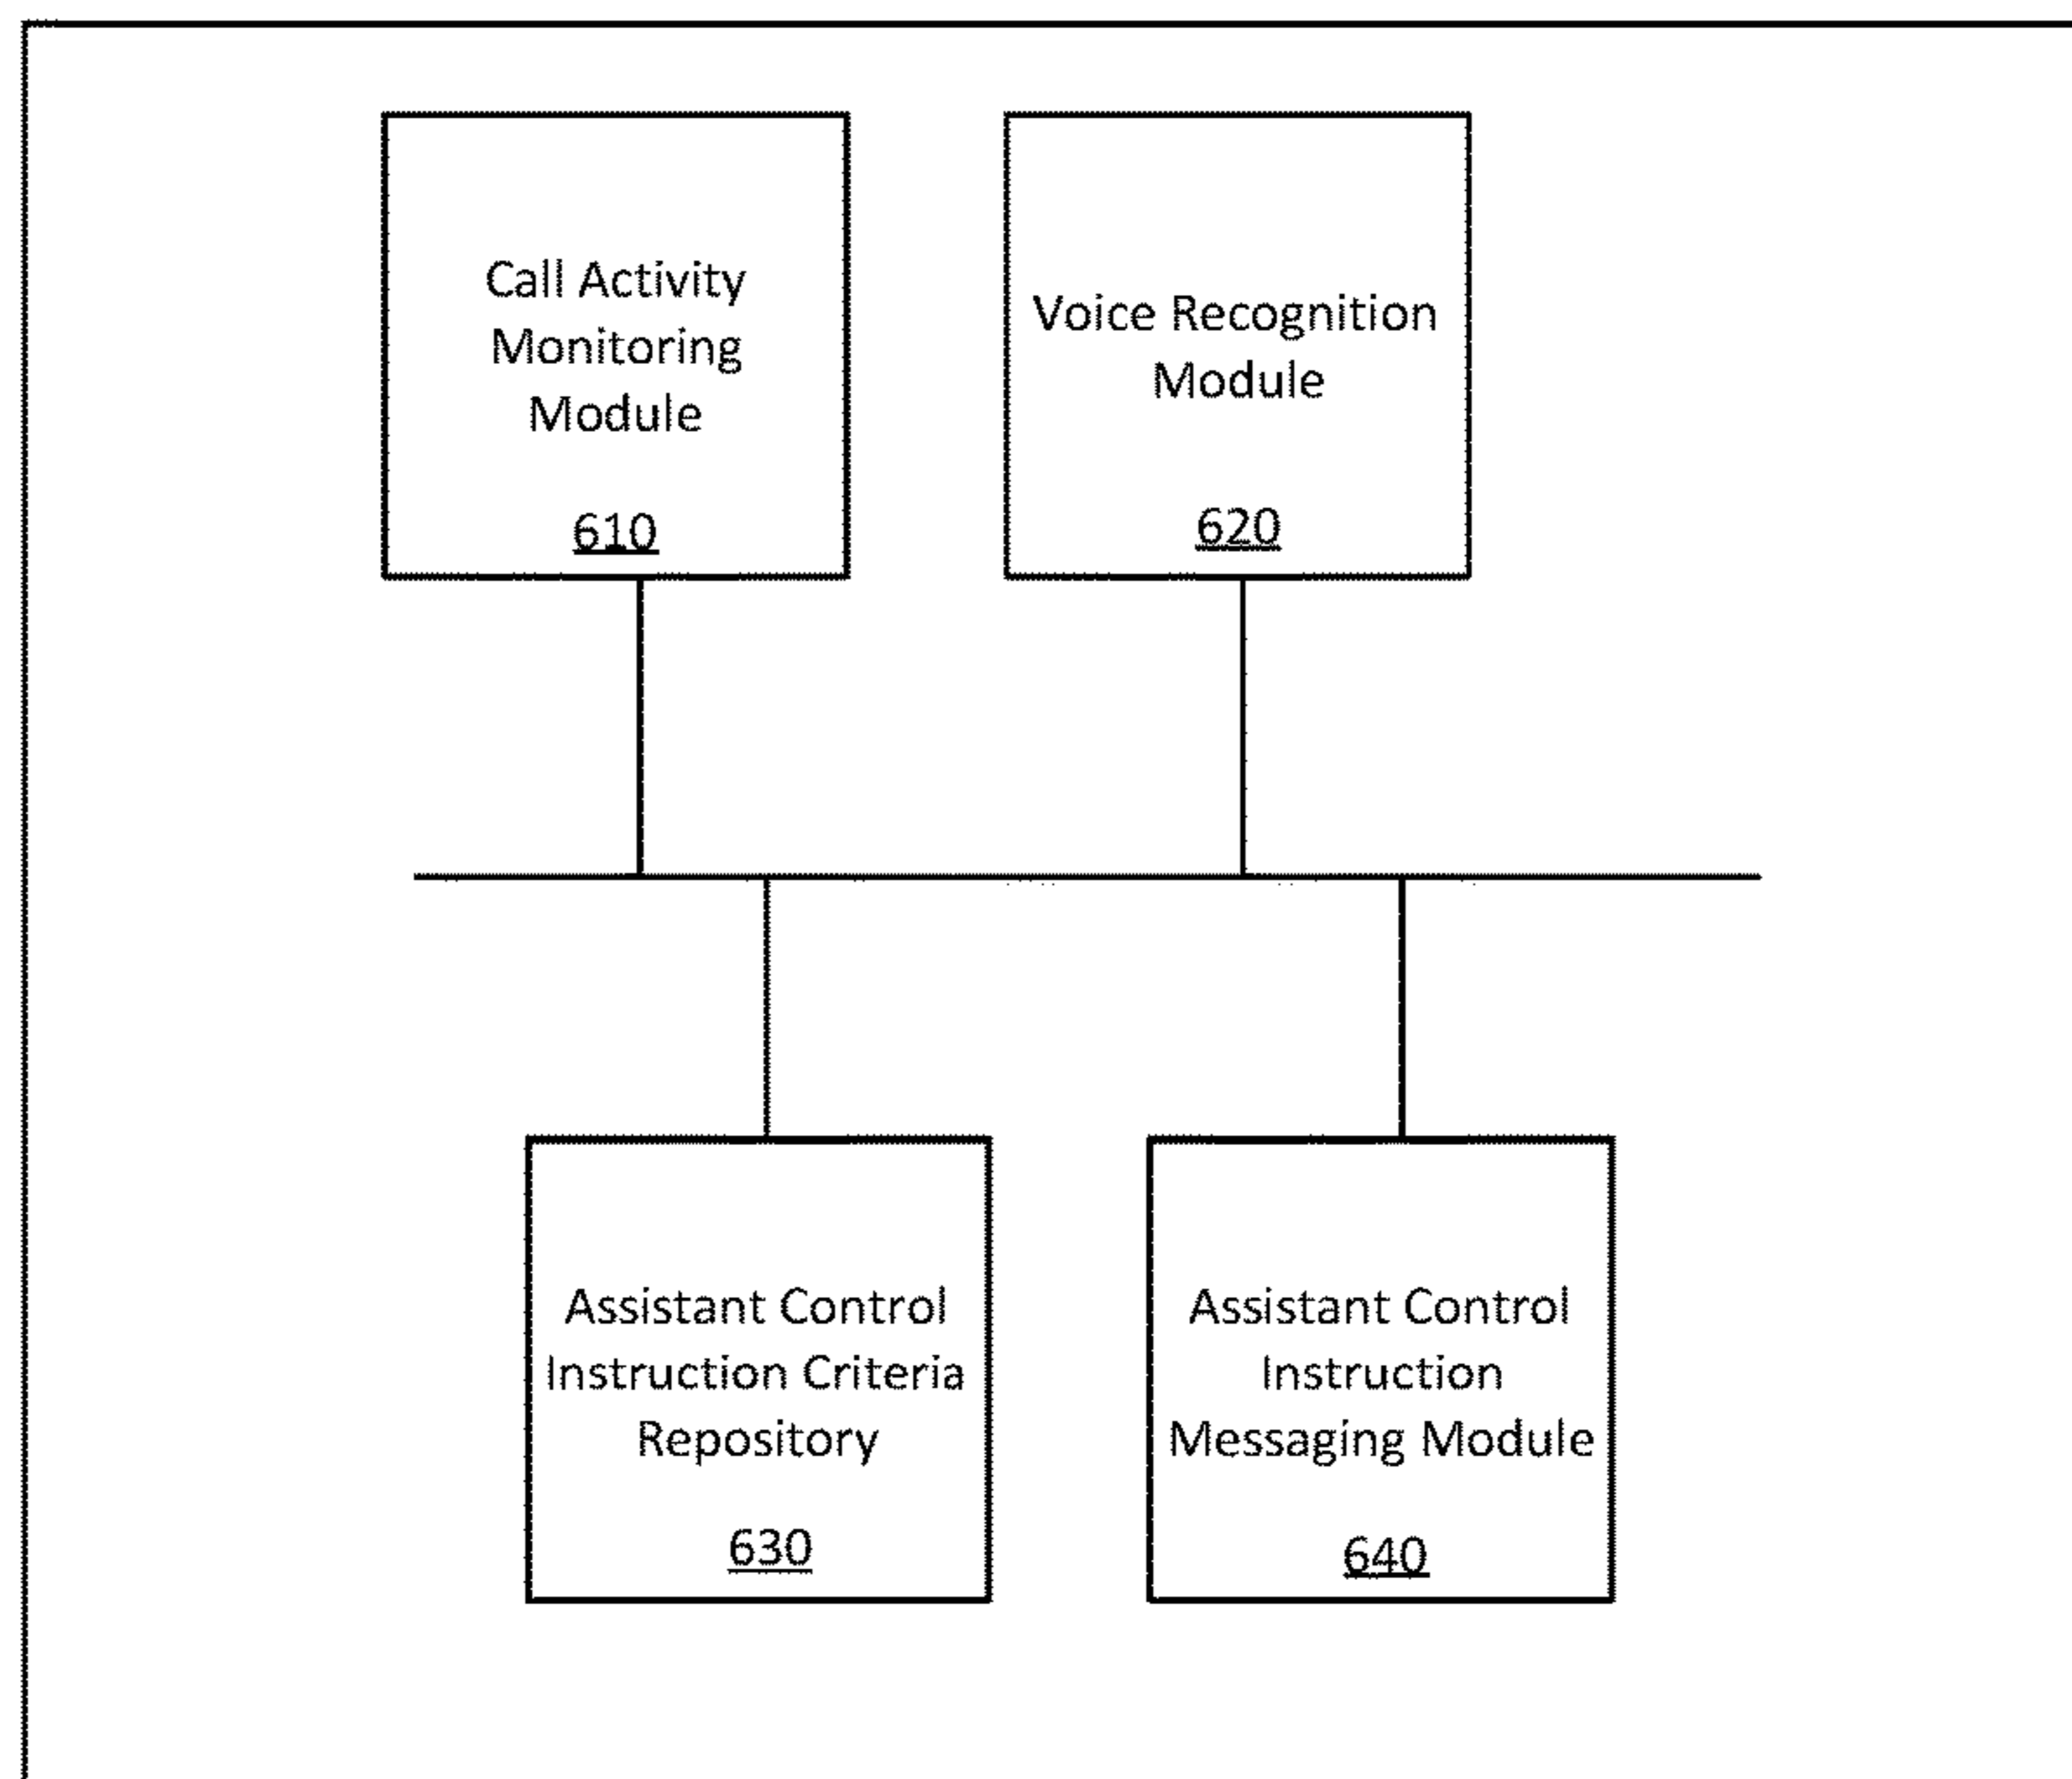 Call Activity
Monitoring
Module
610
Voice Recognition
Module
620
Assistant Control
Instruction Criteria
Repository
630
Assistant Control
Instruction
Messaging Module
640